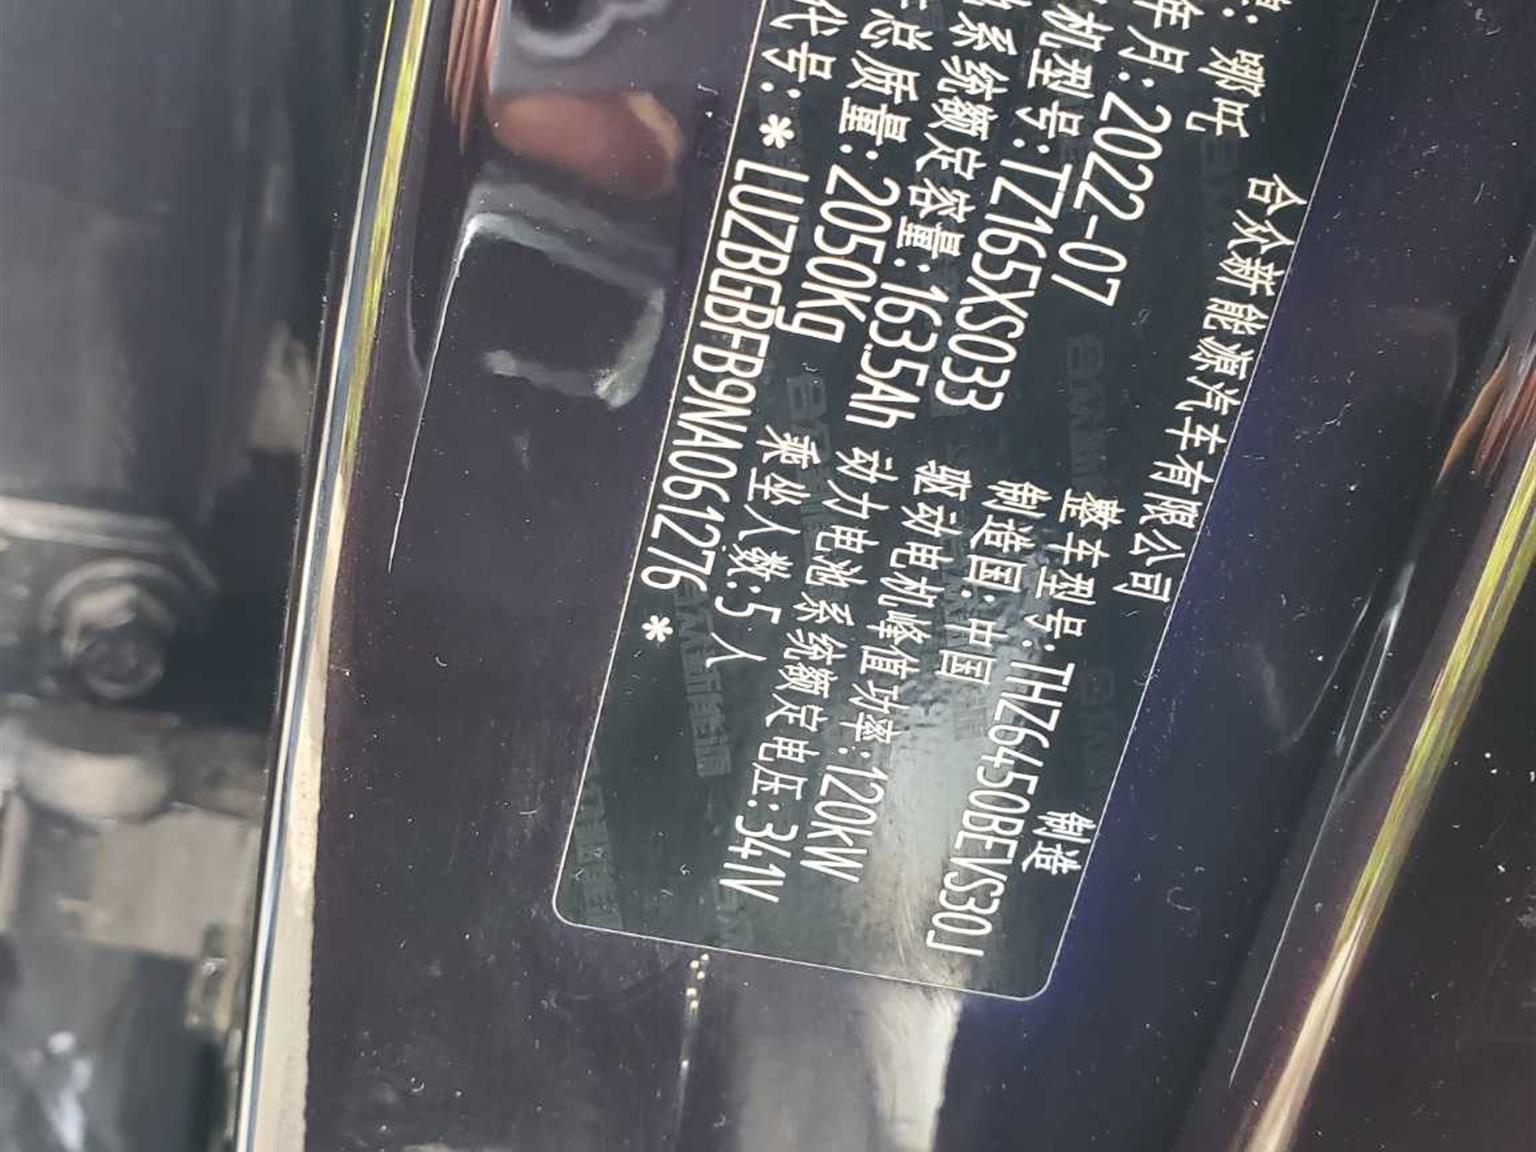 合众新能源汽车有限公司 制造
牌: 哪吒 整车型号:THZ6450BEVS30J
年月:2022-07 制造国:中国
机型号:TZ165XS033 驱动电机峰值功率:120kW
系统额定容量:163.5Ah 动力电池系统额定电压:341V
总质量:2050Kg 乘坐人数:5人
代号:*LUZBGBFB9NA061276*